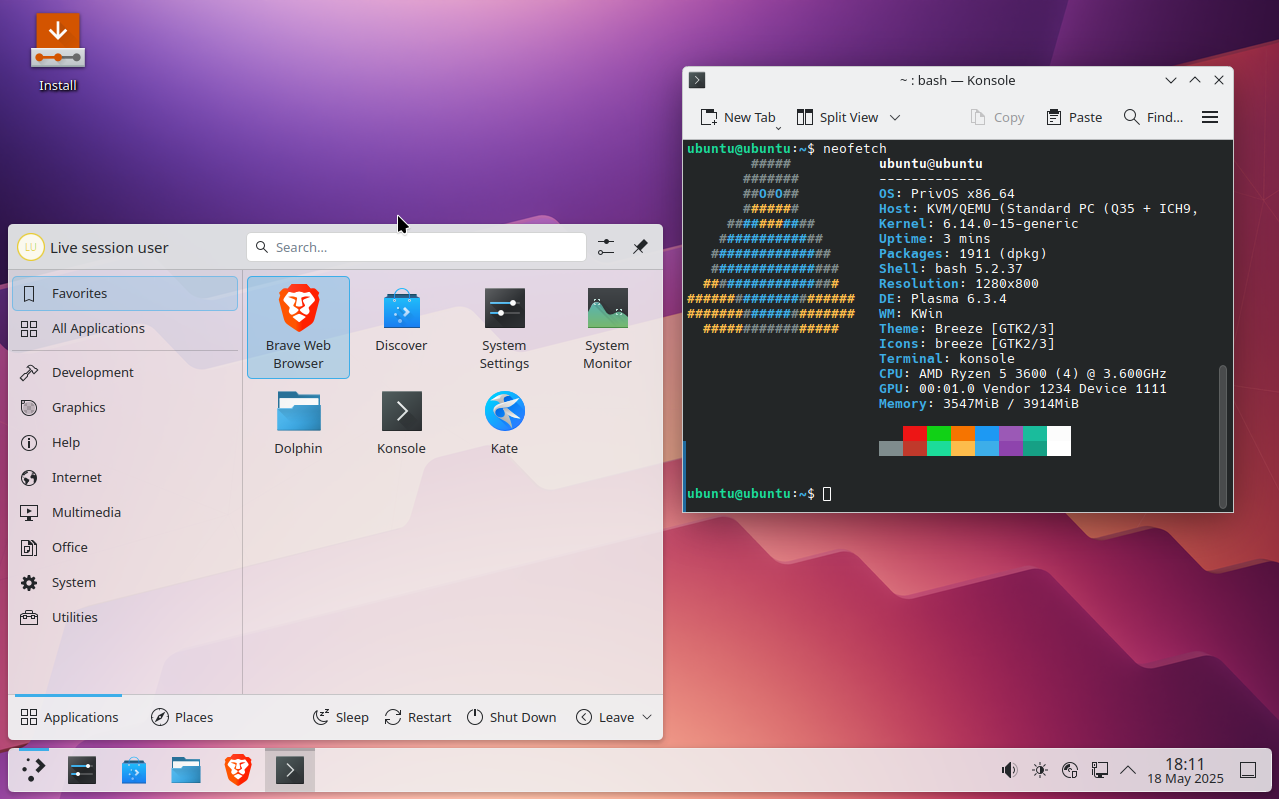 Install
~ : bash — Konsole
New Tab
Split View
Copy
Paste
Find...
ubuntu@ubuntu:~$ neofetch
#####
#######
##O#O##
#######
###########
#############
###############
################
#################
#####################
#####################
#################
ubuntu@ubuntu
-------------
OS: PrivOS x86_64
Host: KVM/QEMU (Standard PC (Q35 + ICH9,
Kernel: 6.14.0-15-generic
Uptime: 3 mins
Packages: 1911 (dpkg)
Shell: bash 5.2.37
Resolution: 1280x800
DE: Plasma 6.3.4
WM: KWin
Theme: Breeze [GTK2/3]
Icons: breeze [GTK2/3]
Terminal: konsole
CPU: AMD Ryzen 5 3600 (4) @ 3.600GHz
GPU: 00:01.0 Vendor 1234 Device 1111
Memory: 3547MiB / 3914MiB
ubuntu@ubuntu:~$
LU
Live session user
Search...
Favorites
All Applications
Development
Graphics
Help
Internet
Multimedia
Office
System
Utilities
Brave Web
Browser
Discover
System
Settings
System
Monitor
Dolphin
Konsole
Kate
Applications
Places
Sleep
Restart
Shut Down
Leave
18:11
18 May 2025